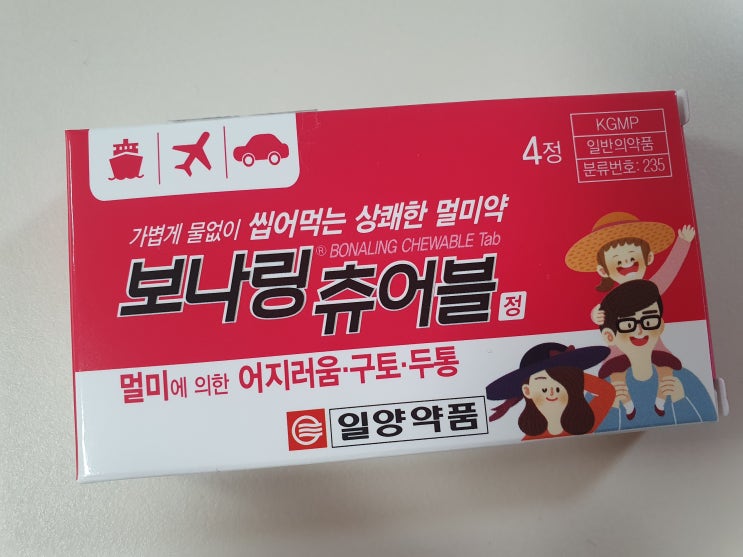 4정
KGMP
일반의약품
분류번호: 235
가볍게 물없이 씹어먹는 상쾌한 멀미약
® BONALING CHEWABLE Tab
보나링 츄어블 정
멀미에 의한 어지러움·구토·두통
일양약품